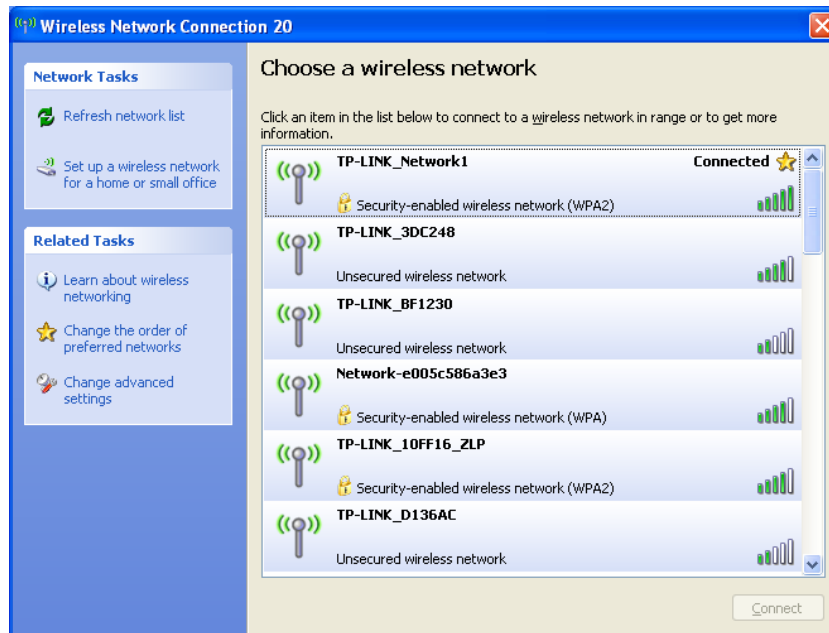 Wireless Network Connection 20
Network Tasks
Refresh network list
Set up a wireless network
for a home or small office
Related Tasks
Learn about wireless
networking
Change the order of
preferred networks
Change advanced
settings
Choose a wireless network
Click an item in the list below to connect to a wireless network in range or to get more
information.
TP-LINK_Network1 Connected
Security-enabled wireless network (WPA2)
TP-LINK_3DC248
Unsecured wireless network
TP-LINK_BF1230
Unsecured wireless network
Network-e005c586a3e3
Security-enabled wireless network (WPA)
TP-LINK_10FF16_ZLP
Security-enabled wireless network (WPA2)
TP-LINK_D136AC
Unsecured wireless network
Connect